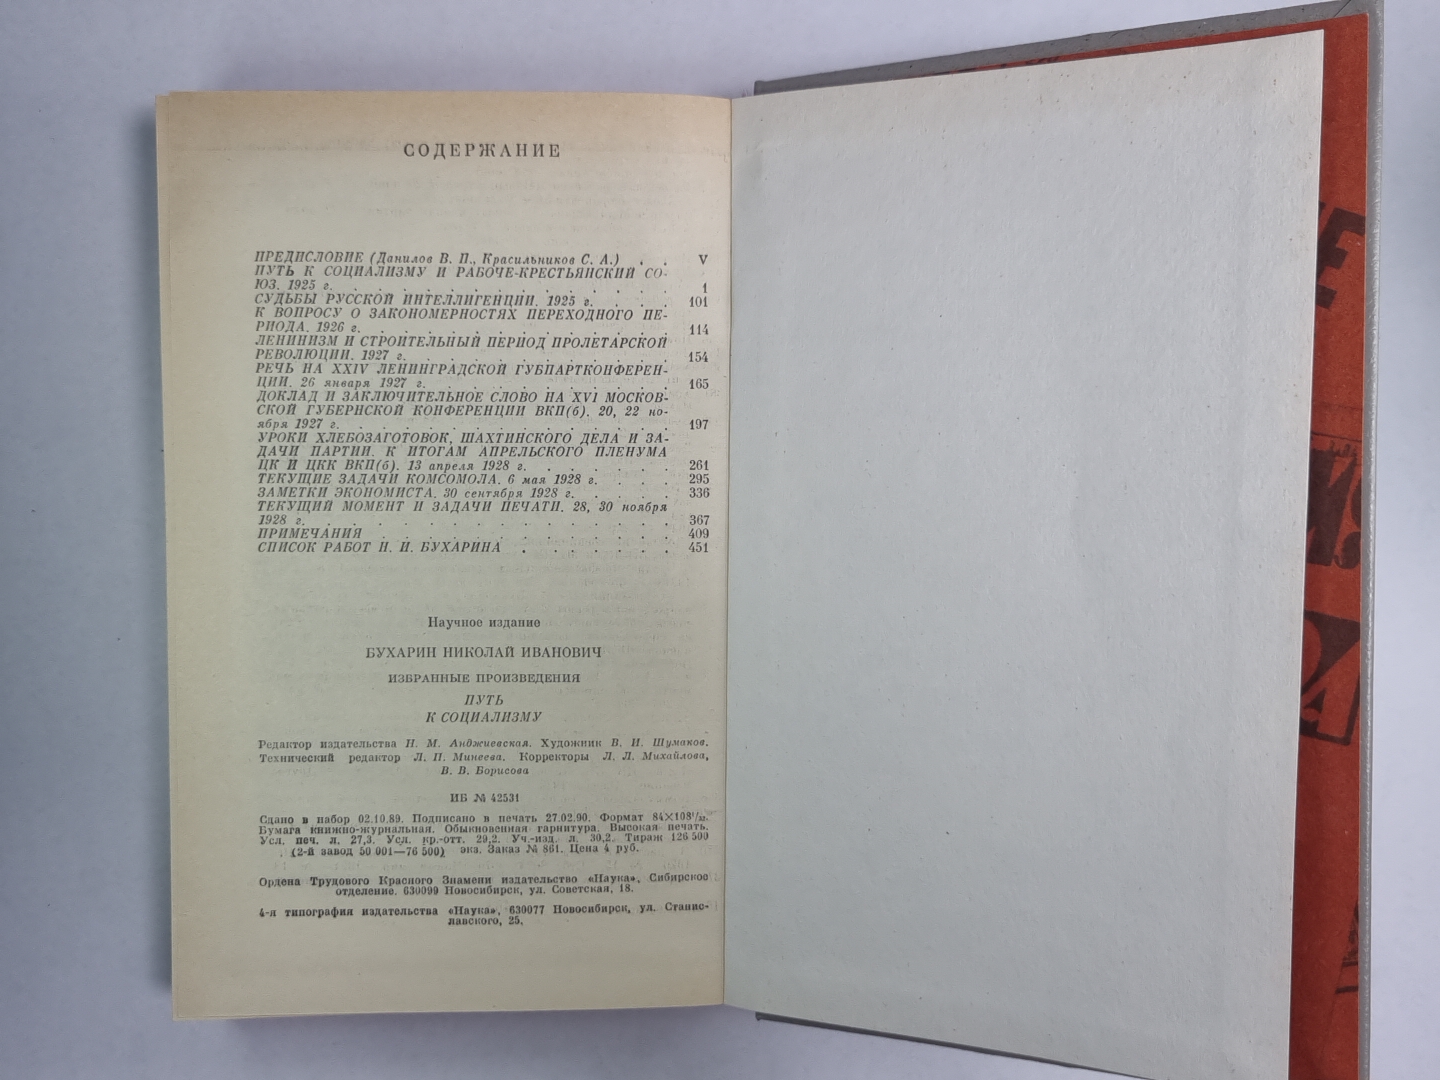 СОДЕРЖАНИЕ
ПРЕДИСЛОВИЕ (Данилов В. П., Красильников С. А.) . . V
ПУТЬ К СОЦИАЛИЗМУ И РАБОЧЕ-КРЕСТЬЯНСКИЙ СО-
ЮЗ. 1925 г. . . . . . . . . . . . . . 1
СУДЬБЫ РУССКОЙ ИНТЕЛЛИГЕНЦИИ. 1925 г. . . . . 101
К ВОПРОСУ О ЗАКОНОМЕРНОСТЯХ ПЕРЕХОДНОГО ПЕ-
РИОДА. 1926 г. . . . . . . . . . . . . 114
ЛЕНИНИЗМ И СТРОИТЕЛЬНЫЙ ПЕРИОД ПРОЛЕТАРСКОЙ
РЕВОЛЮЦИИ. 1927 г. . . . . . . . . . . 154
РЕЧЬ НА XXIV ЛЕНИНГРАДСКОЙ ГУБПАРТКОНФЕРЕН-
ЦИИ. 26 января 1927 г. . . . . . . . . . 165
ДОКЛАД И ЗАКЛЮЧИТЕЛЬНОЕ СЛОВО НА XVI МОСКОВ-
СКОЙ ГУБЕРНСКОЙ КОНФЕРЕНЦИИ ВКП(б). 20, 22 но-
ября 1927 г. . . . . . . . . . . . . . 197
УРОКИ ХЛЕБОЗАГОТОВОК, ШАХТИНСКОГО ДЕЛА И ЗА-
ДАЧИ ПАРТИИ. К ИТОГАМ АПРЕЛЬСКОГО ПЛЕНУМА
ЦК И ЦКК ВКП(б). 13 апреля 1928 г. . . . . . . 261
ТЕКУЩИЕ ЗАДАЧИ КОМСОМОЛА. 6 мая 1928 г. . . . 295
ЗАМЕТКИ ЭКОНОМИСТА. 30 сентября 1928 г. . . . . 336
ТЕКУЩИЙ МОМЕНТ И ЗАДАЧИ ПЕЧАТИ. 28, 30 ноября
1928 г. . . . . . . . . . . . . . . . 367
ПРИМЕЧАНИЯ . . . . . . . . . . . . . 409
СПИСОК РАБОТ Н. И. БУХАРИНА . . . . . . . 451
Научное издание
БУХАРИН НИКОЛАЙ ИВАНОВИЧ
ИЗБРАННЫЕ ПРОИЗВЕДЕНИЯ
ПУТЬ
К СОЦИАЛИЗМУ
Редактор издательства Н. М. Анджиевская. Художник В. И. Шумаков.
Технический редактор Л. П. Минеева. Корректоры Л. Л. Михайлова,
В. В. Борисова
ИБ № 42531
Сдано в набор 02.10.89. Подписано в печать 27.02.90. Формат 84×108¹/₃₂.
Бумага книжно-журнальная. Обыкновенная гарнитура. Высокая печать.
Усл. печ. л. 27,3. Усл. кр.-отт. 29,2. Уч.-изд. л. 30,2. Тираж 126 500
(2-й завод 50 001—76 500) экз. Заказ № 861. Цена 4 руб.
Ордена Трудового Красного Знамени издательство «Наука», Сибирское
отделение. 630099 Новосибирск, ул. Советская, 18.
4-я типография издательства «Наука», 630077 Новосибирск, ул. Станис-
лавского, 25.